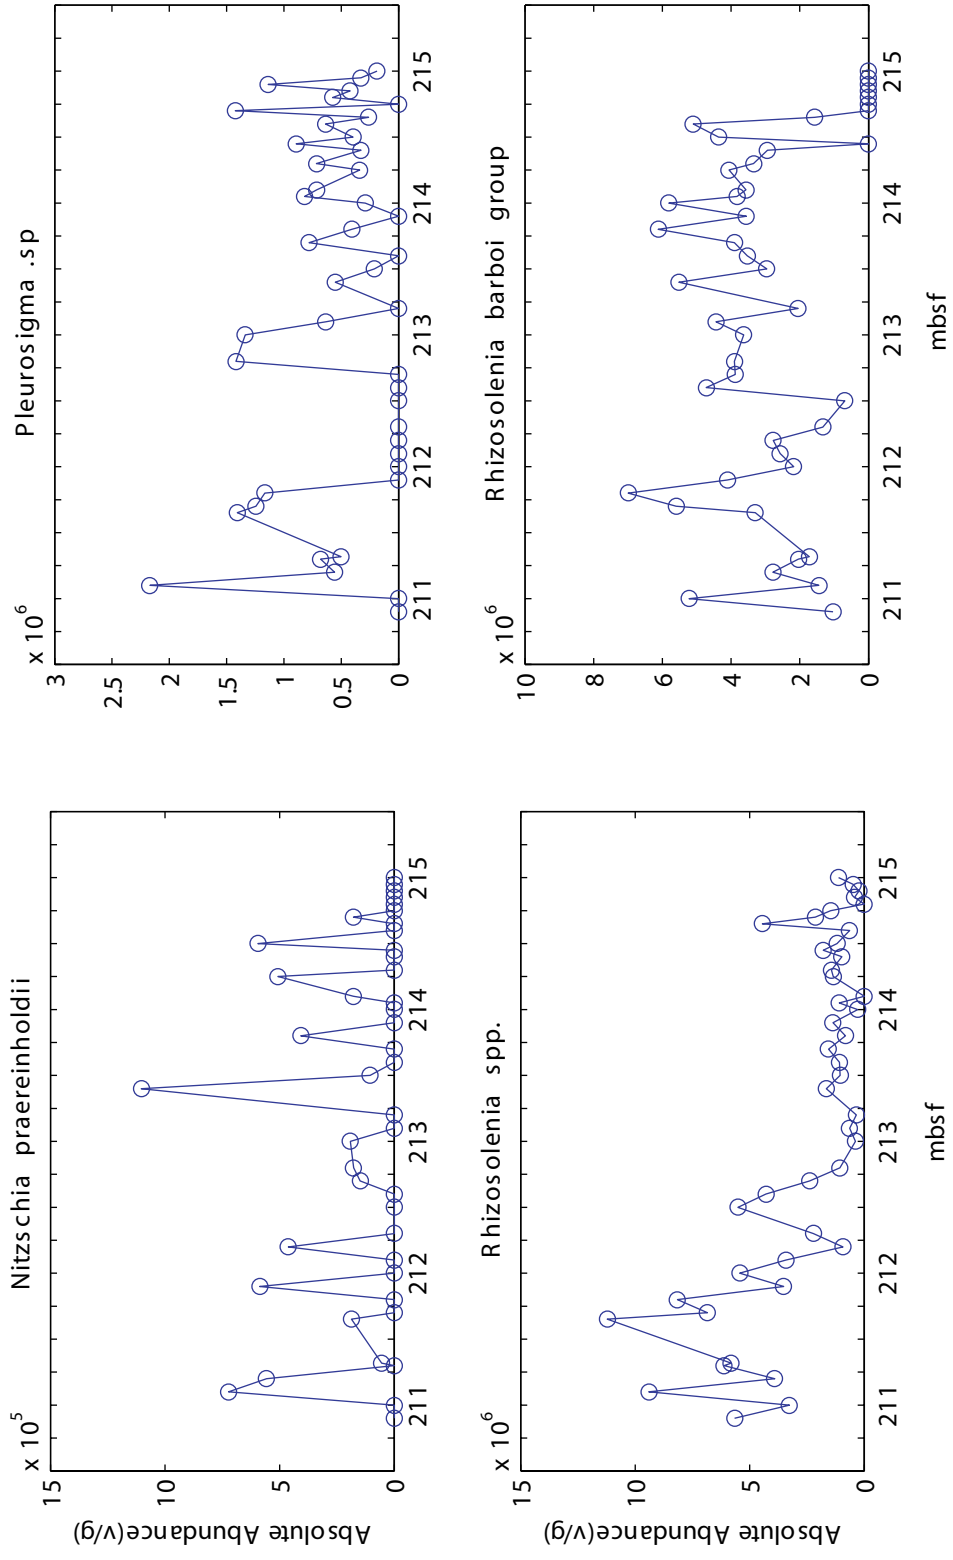 Nitzschia praereinholdii
x 10^5
15
10
5
0
211 212 213 214 215
Absolute Abundance(v/g)
Pleurosigma .sp
x 10^6
3
2.5
2
1.5
1
0.5
0
211 212 213 214 215
Rhizosolenia spp.
x 10^6
15
10
5
0
211 212 213 214 215
mbsf
Absolute Abundance(v/g)
Rhizosolenia barboi group
x 10^6
10
8
6
4
2
0
211 212 213 214 215
mbsf